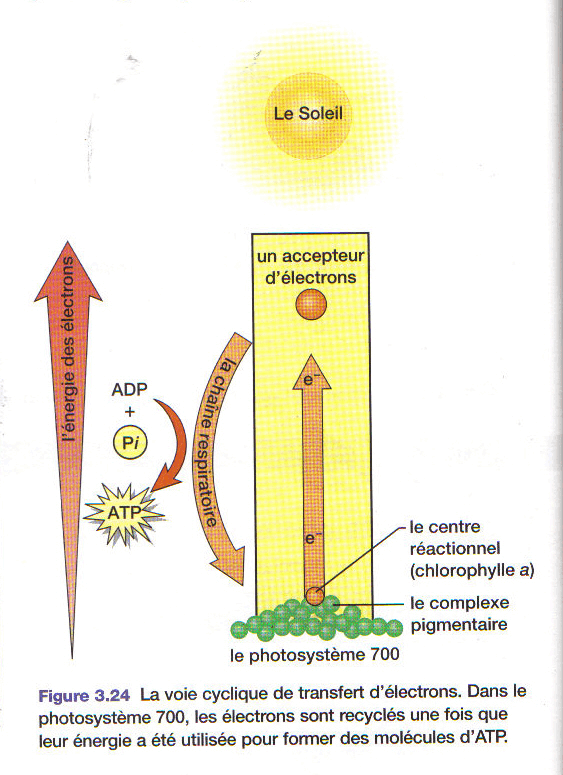 Le Soleil
un accepteur
d'électrons
l'énergie des électrons
la chaîne respiratoire
e⁻
ADP
+
Pi
ATP
e⁻
le centre
réactionnel
(chlorophylle a)
le complexe
pigmentaire
le photosystème 700
Figure 3.24 La voie cyclique de transfert d'électrons. Dans le
photosystème 700, les électrons sont recyclés une fois que
leur énergie a été utilisée pour former des molécules d'ATP.